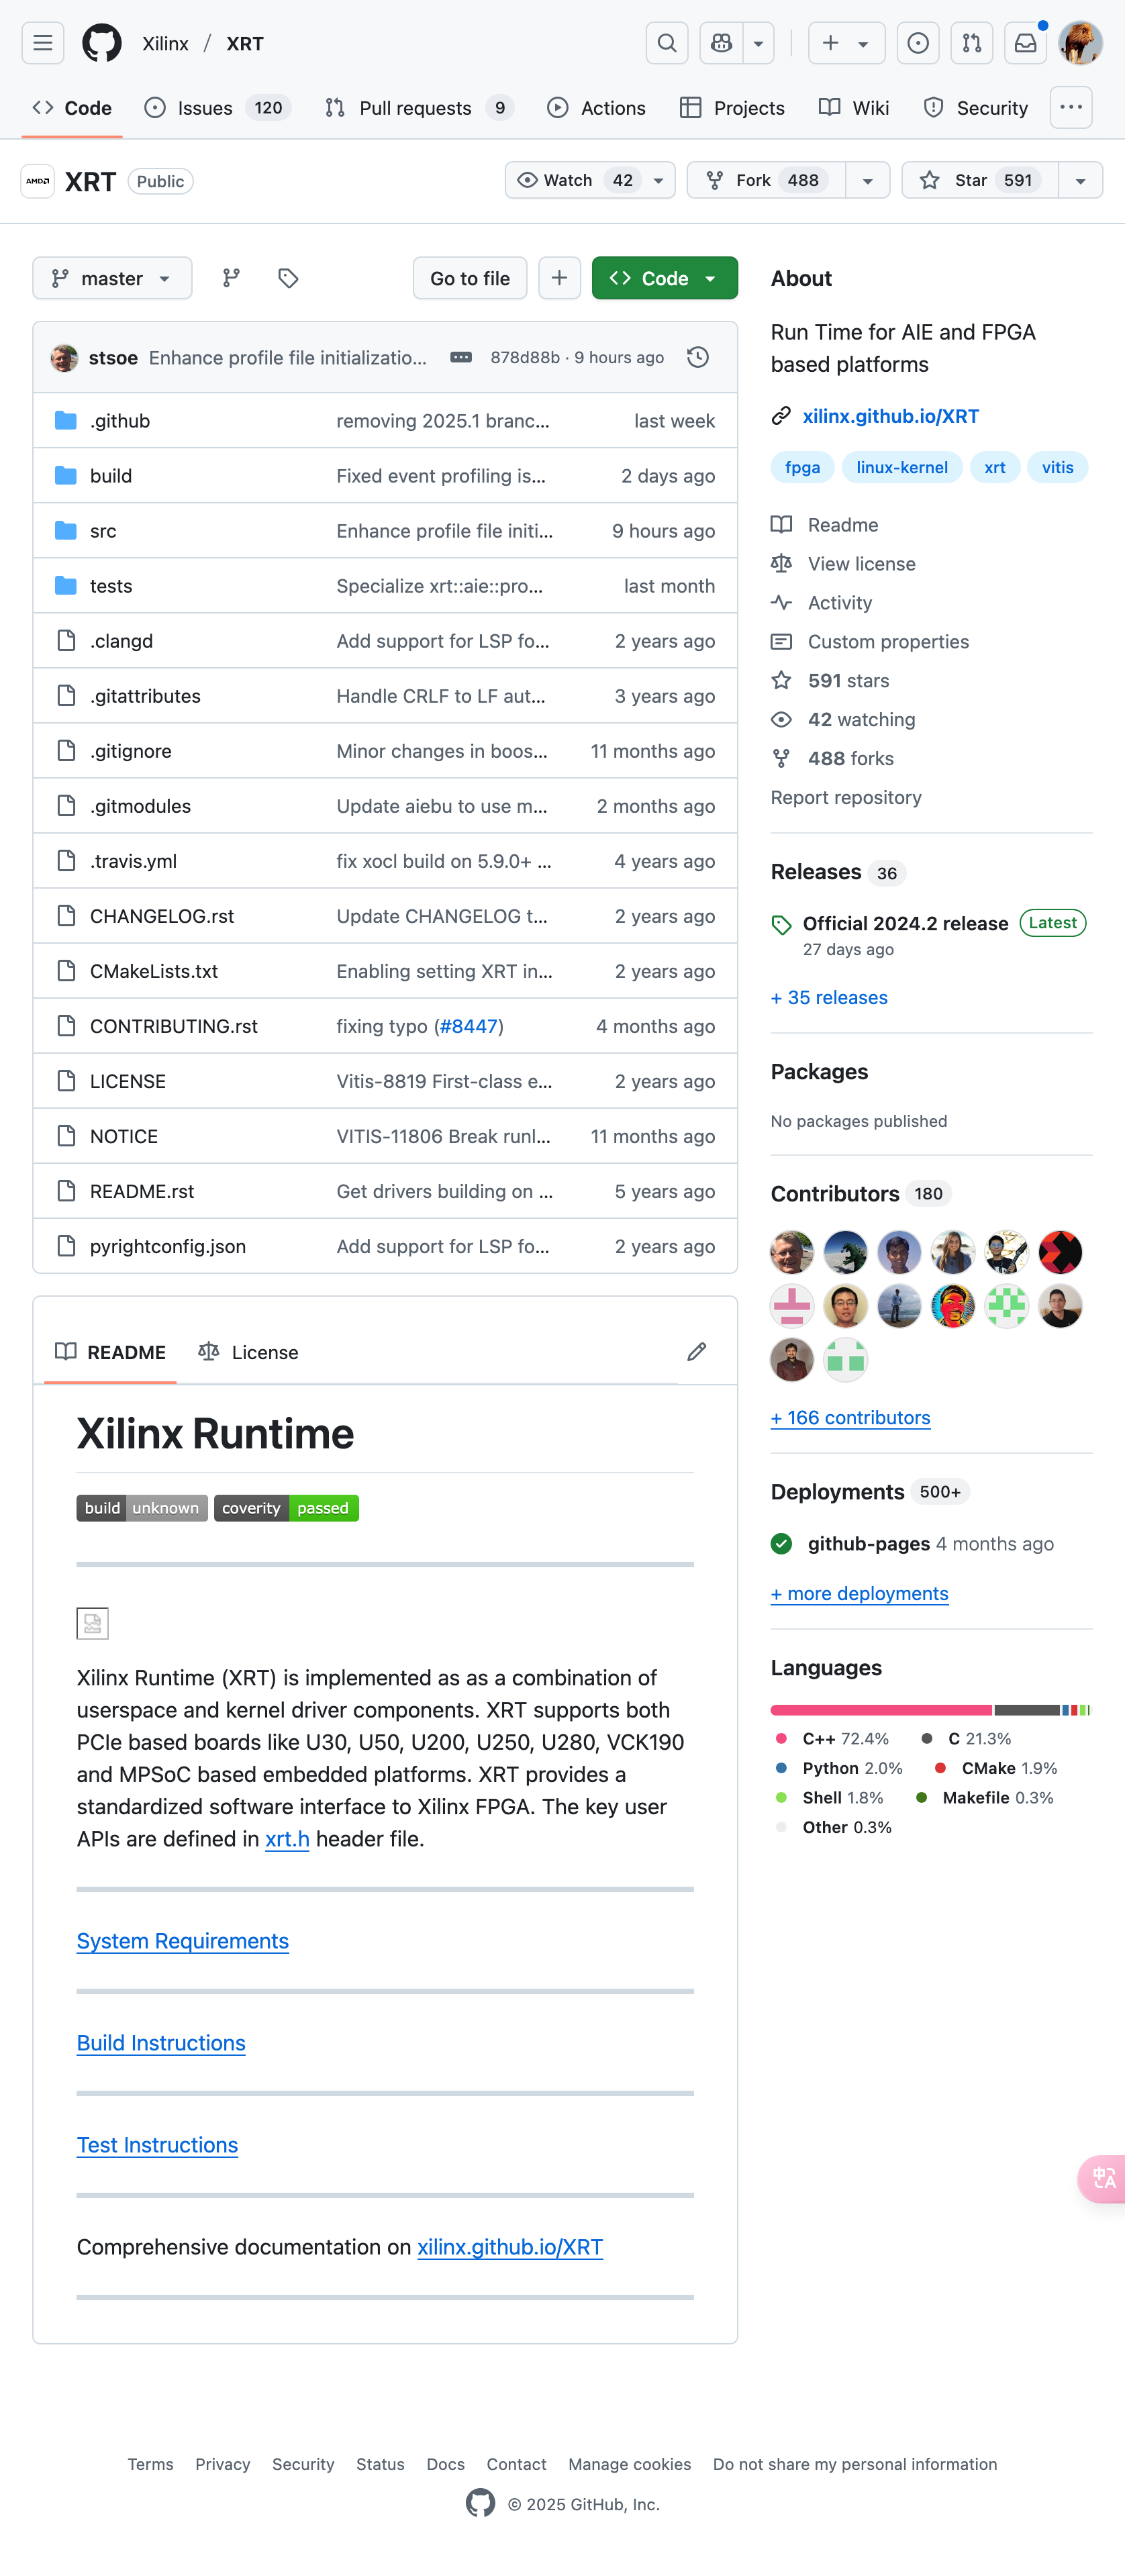 Xilinx / XRT
Code Issues 120 Pull requests 9 Actions Projects Wiki Security
AMD XRT Public Watch 42 Fork 488 Star 591
master Go to file Code
stsoe Enhance profile file initializatio... 878d88b · 9 hours ago
.github removing 2025.1 branc... last week
build Fixed event profiling is... 2 days ago
src Enhance profile file initi... 9 hours ago
tests Specialize xrt::aie::pro... last month
.clangd Add support for LSP fo... 2 years ago
.gitattributes Handle CRLF to LF aut... 3 years ago
.gitignore Minor changes in boos... 11 months ago
.gitmodules Update aiebu to use m... 2 months ago
.travis.yml fix xocl build on 5.9.0+ ... 4 years ago
CHANGELOG.rst Update CHANGELOG t... 2 years ago
CMakeLists.txt Enabling setting XRT in... 2 years ago
CONTRIBUTING.rst fixing typo (#8447) 4 months ago
LICENSE Vitis-8819 First-class e... 2 years ago
NOTICE VITIS-11806 Break runl... 11 months ago
README.rst Get drivers building on ... 5 years ago
pyrightconfig.json Add support for LSP fo... 2 years ago
README License
Xilinx Runtime
build unknown coverity passed
Xilinx Runtime (XRT) is implemented as as a combination of
userspace and kernel driver components. XRT supports both
PCIe based boards like U30, U50, U200, U250, U280, VCK190
and MPSoC based embedded platforms. XRT provides a
standardized software interface to Xilinx FPGA. The key user
APIs are defined in xrt.h header file.
System Requirements
Build Instructions
Test Instructions
Comprehensive documentation on xilinx.github.io/XRT
About
Run Time for AIE and FPGA
based platforms
xilinx.github.io/XRT
fpga linux-kernel xrt vitis
Readme
View license
Activity
Custom properties
591 stars
42 watching
488 forks
Report repository
Releases 36
Official 2024.2 release Latest
27 days ago
+ 35 releases
Packages
No packages published
Contributors 180
+ 166 contributors
Deployments 500+
github-pages 4 months ago
+ more deployments
Languages
C++ 72.4% C 21.3%
Python 2.0% CMake 1.9%
Shell 1.8% Makefile 0.3%
Other 0.3%
中A
Terms Privacy Security Status Docs Contact Manage cookies Do not share my personal information
© 2025 GitHub, Inc.